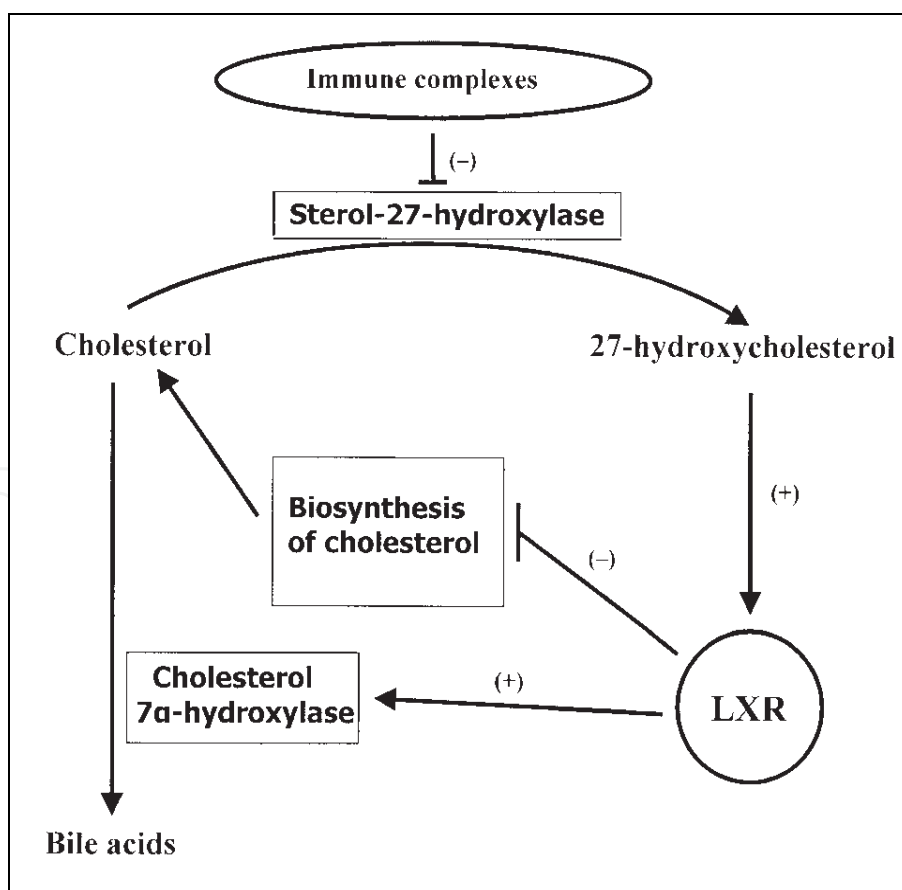 Immune complexes
(–)
Sterol-27-hydroxylase
Cholesterol
27-hydroxycholesterol
(+)
Biosynthesis
of cholesterol
(–)
Cholesterol
7α-hydroxylase
(+)
LXR
Bile acids